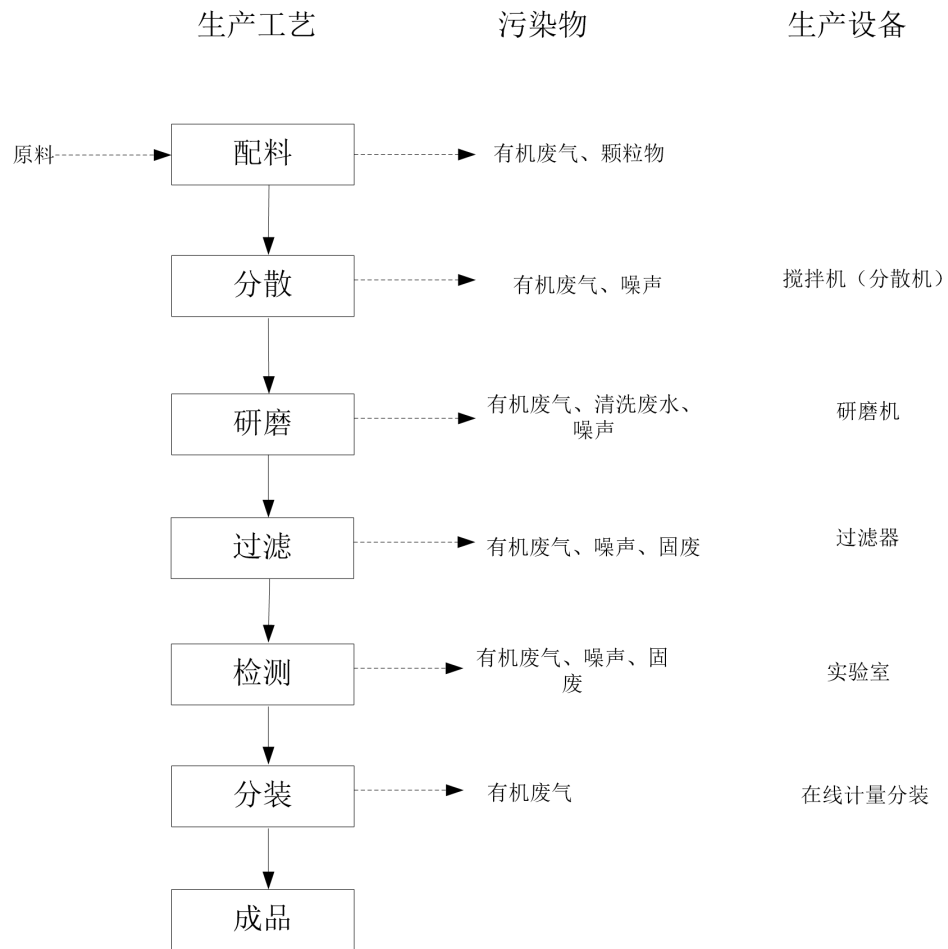 生产工艺 污染物 生产设备
原料 配料 有机废气、颗粒物
分散 有机废气、噪声 搅拌机（分散机）
研磨 有机废气、清洗废水、
噪声 研磨机
过滤 有机废气、噪声、固废 过滤器
检测 有机废气、噪声、固
废 实验室
分装 有机废气 在线计量分装
成品